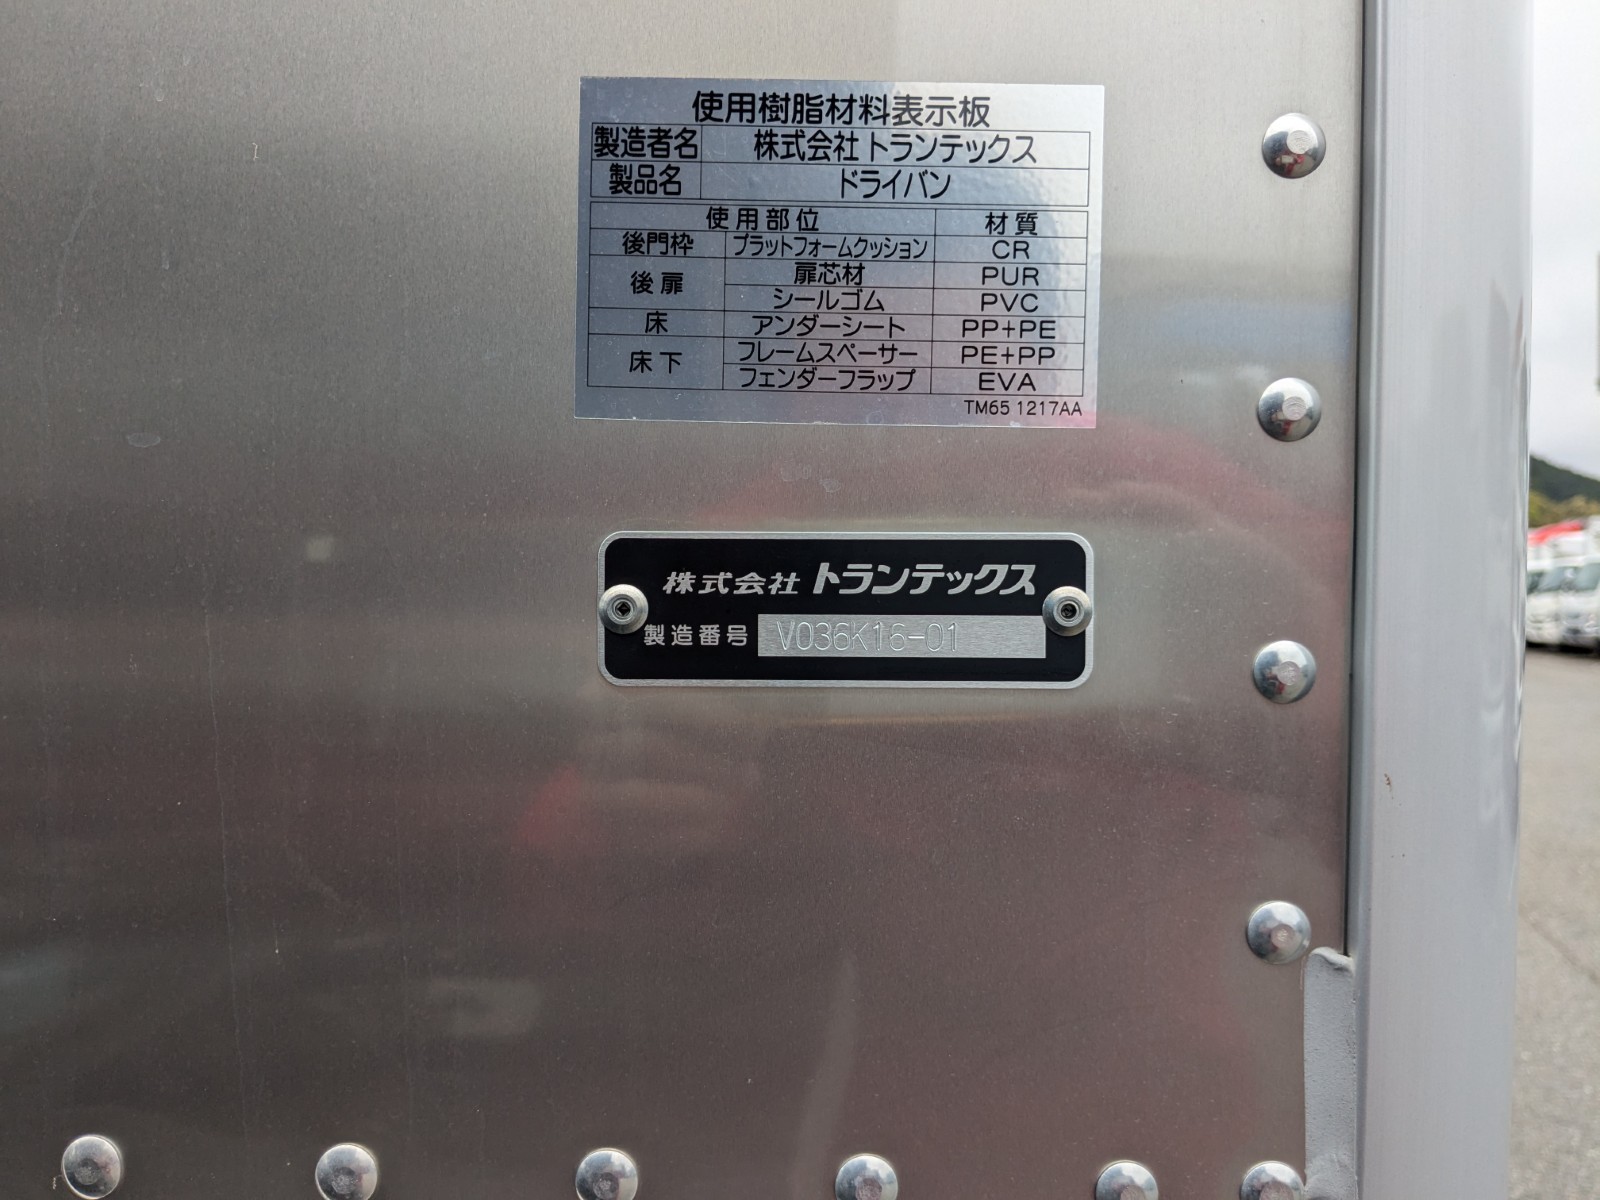 使用樹脂材料表示板
製造者名 株式会社トランテックス
製品名 ドライバン
使用部位 材質
後門枠 プラットフォームクッション CR
後扉 扉芯材 PUR
シールゴム PVC
床 アンダーシート PP+PE
床下 フレームスペーサー PE+PP
フェンダーフラップ EVA
TM65 1217AA
株式会社 トランテックス
製造番号 V036K16-01